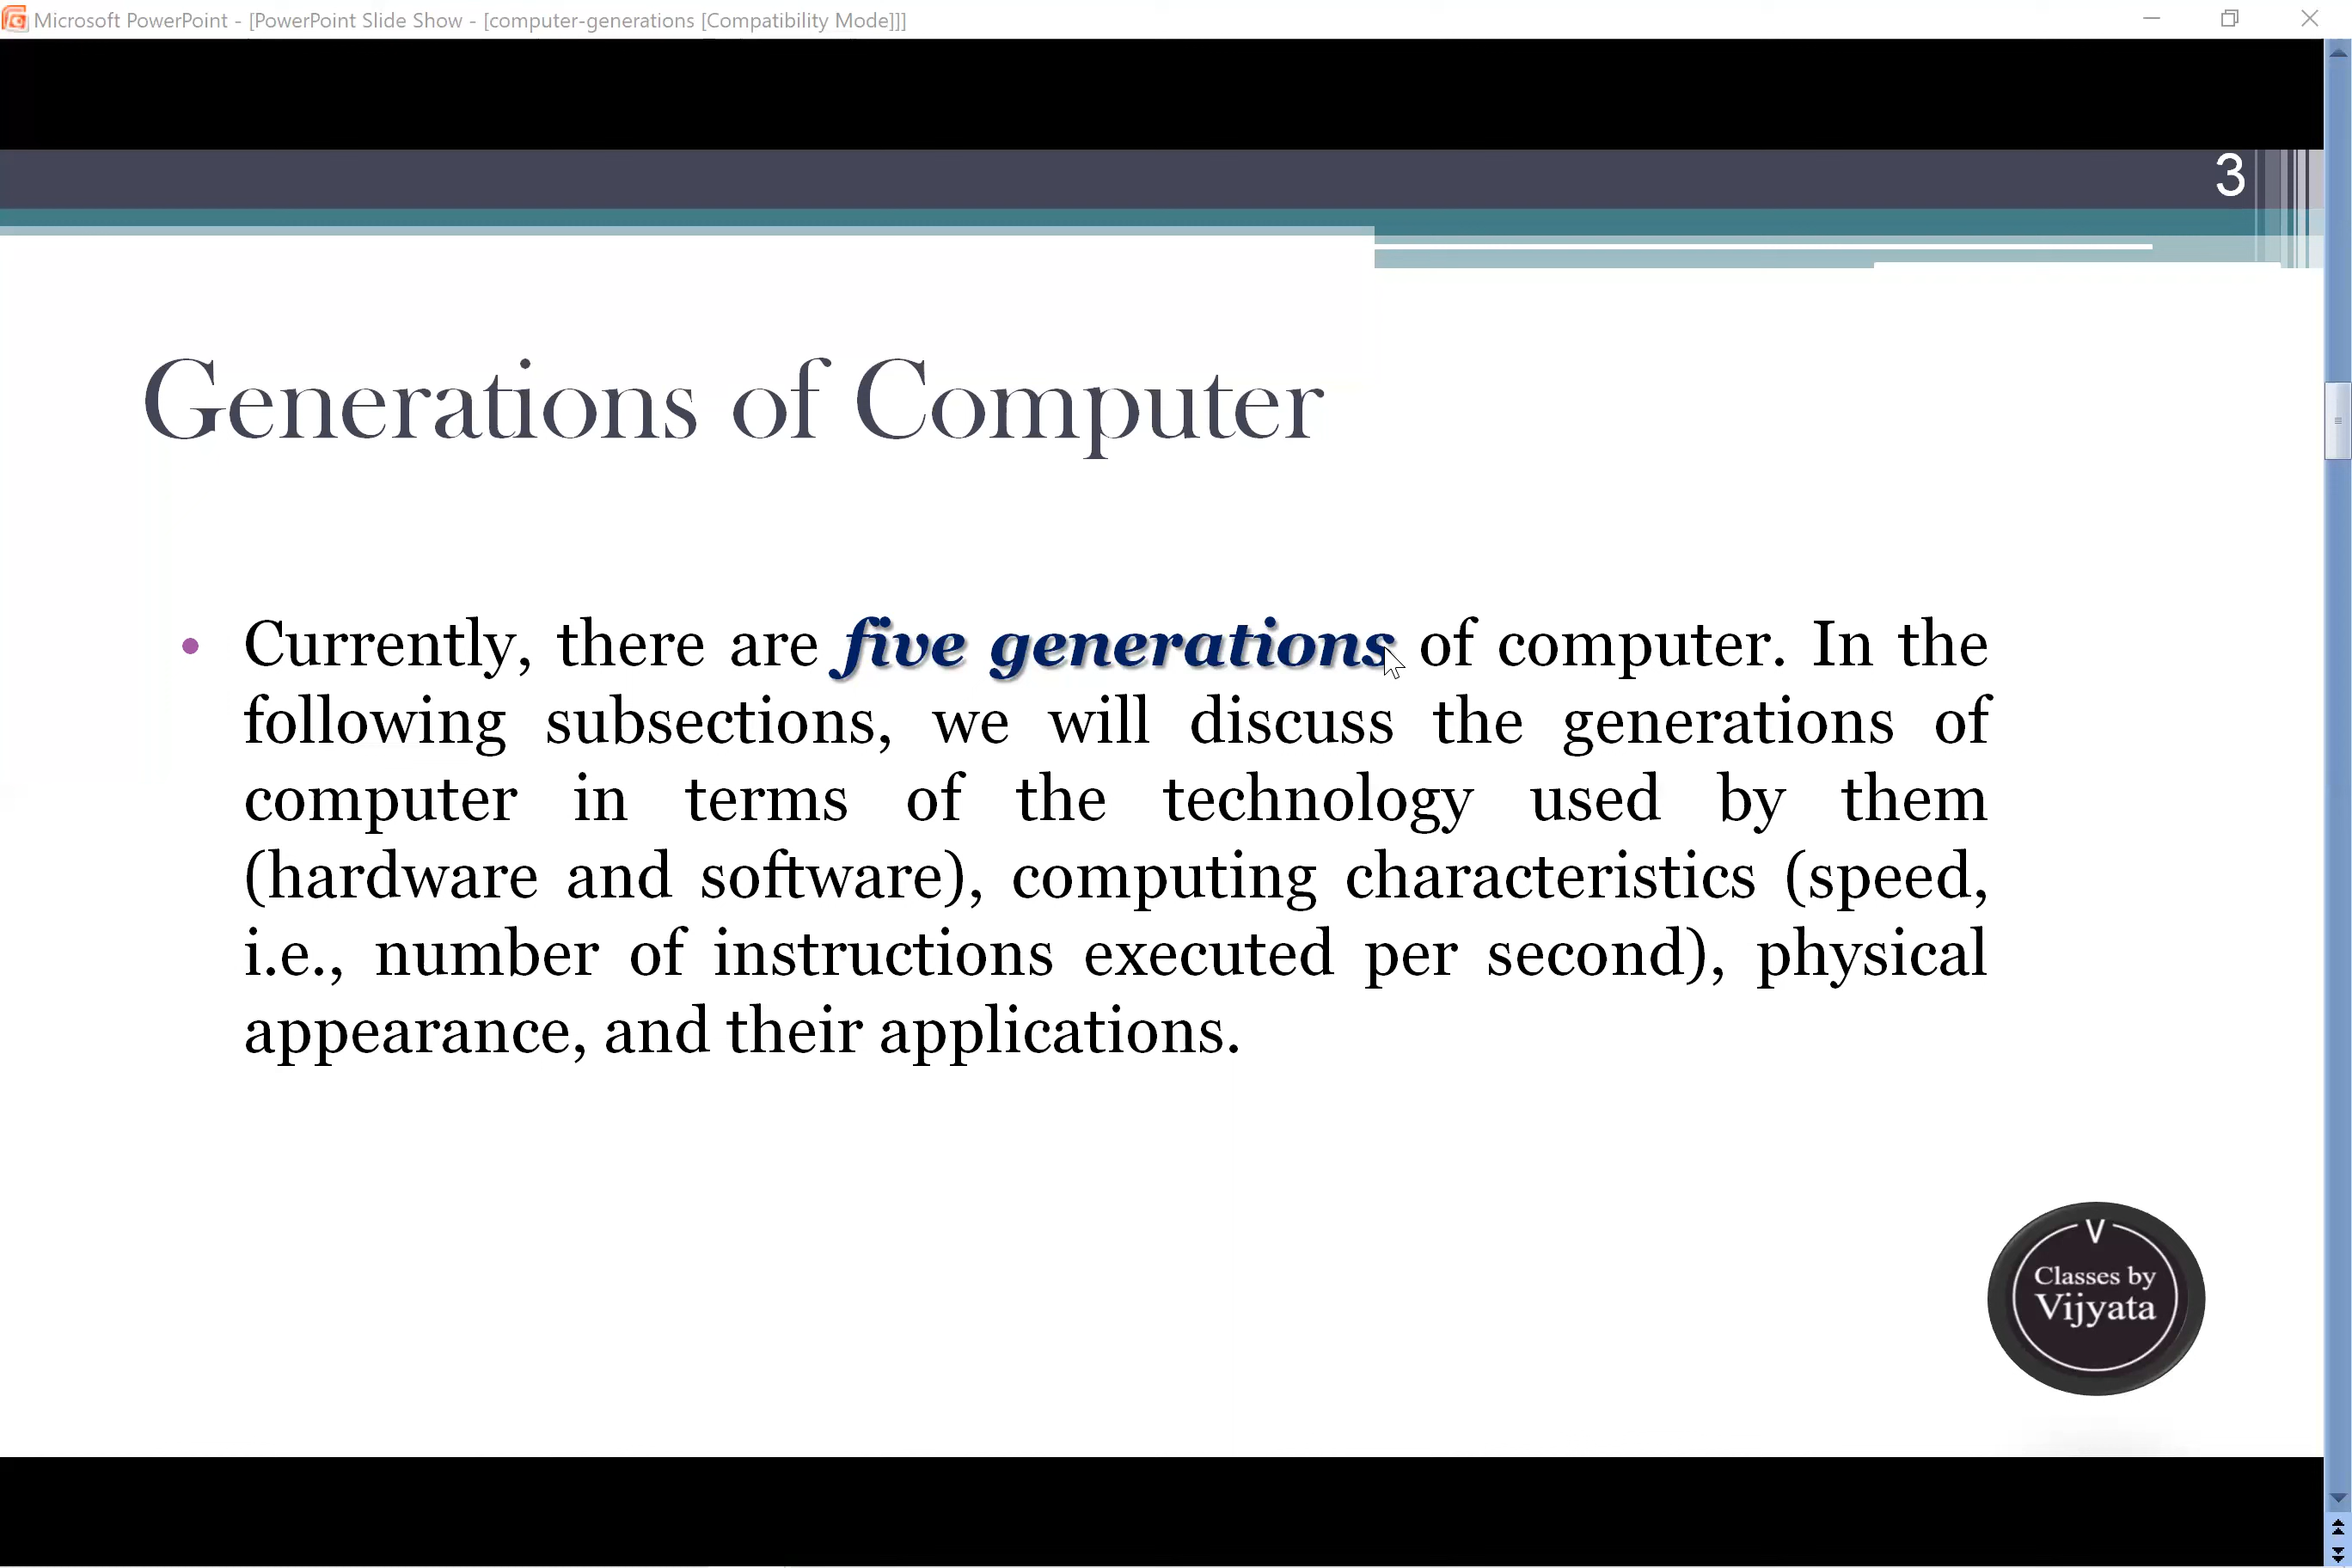 Microsoft PowerPoint - [PowerPoint Slide Show - [computer-generations [Compatibility Mode]]]
3
Generations of Computer
• Currently, there are five generations of computer. In the
following subsections, we will discuss the generations of
computer in terms of the technology used by them
(hardware and software), computing characteristics (speed,
i.e., number of instructions executed per second), physical
appearance, and their applications.
V
Classes by
Vijyata